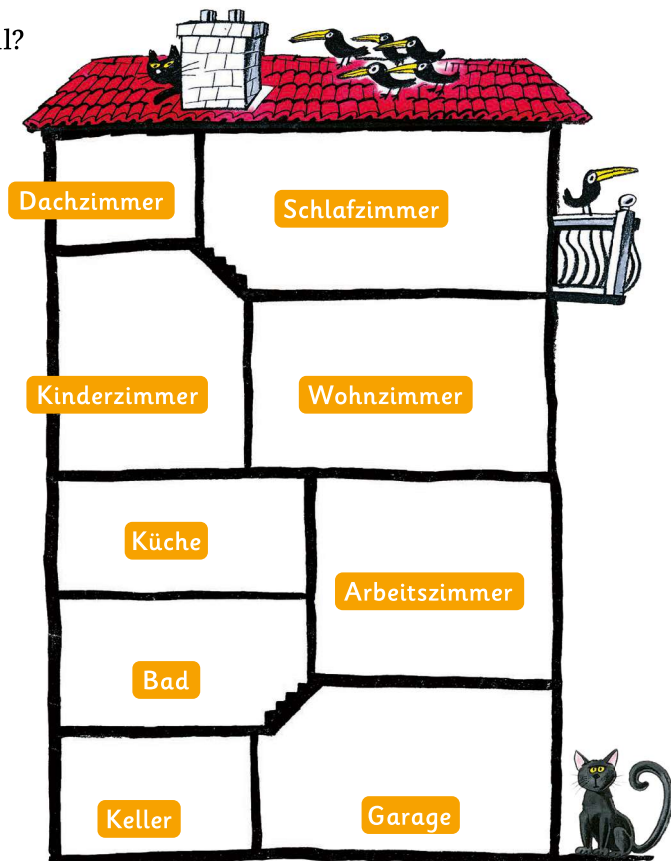 l?
Dachzimmer
Schlafzimmer
Kinderzimmer
Wohnzimmer
Küche
Arbeitszimmer
Bad
Keller
Garage